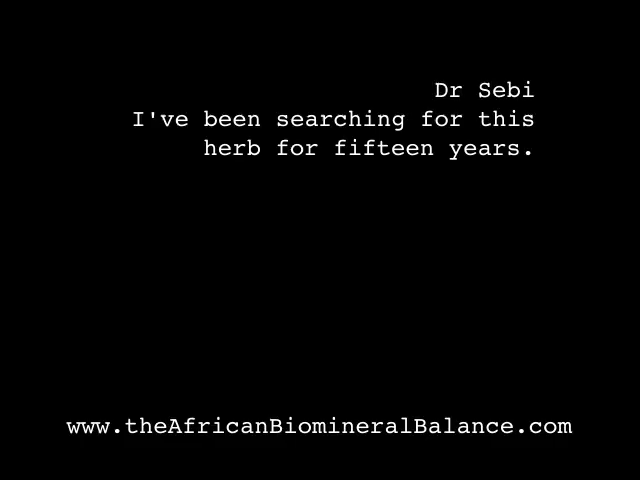 Dr Sebi
I've been searching for this
herb for fifteen years.
www.theAfricanBiomineralBalance.com